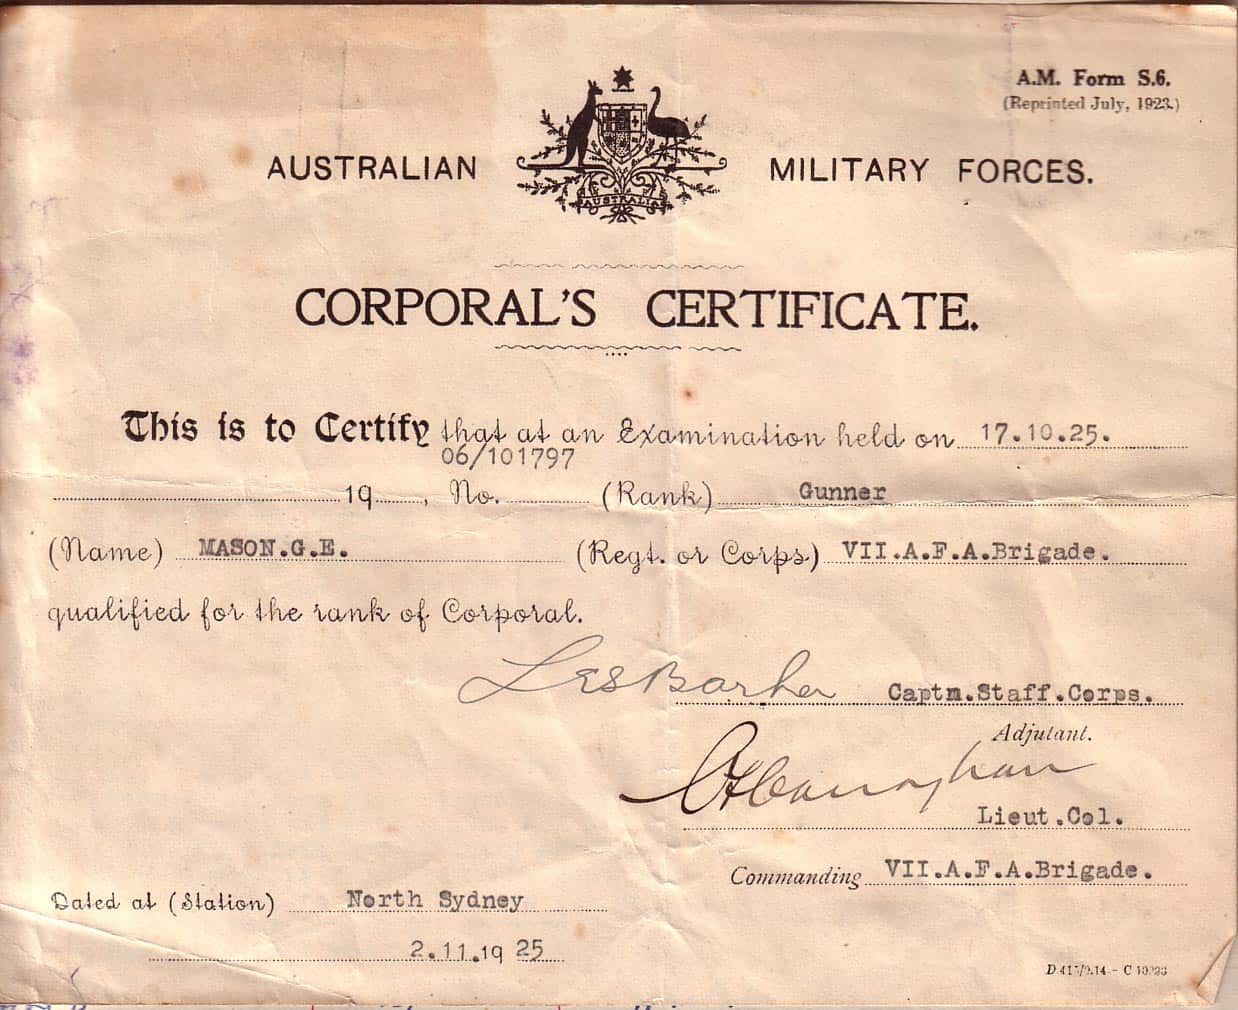 A.M. Form S.6.
(Reprinted July, 1923.)
AUSTRALIAN MILITARY FORCES.
AUSTRALIA
CORPORAL'S CERTIFICATE.
This is to Certify that at an Examination held on 17.10.25.
06/101797
19 , No. (Rank) Gunner
(Name) MASON.G.E. (Regt. or Corps) VII.A.F.A.Brigade.
qualified for the rank of Corporal.
Les Barker Captn.Staff.Corps.
Adjutant.
Lieut.Col.
Commanding VII.A.F.A.Brigade.
Dated at (Station) North Sydney
2.11.19 25